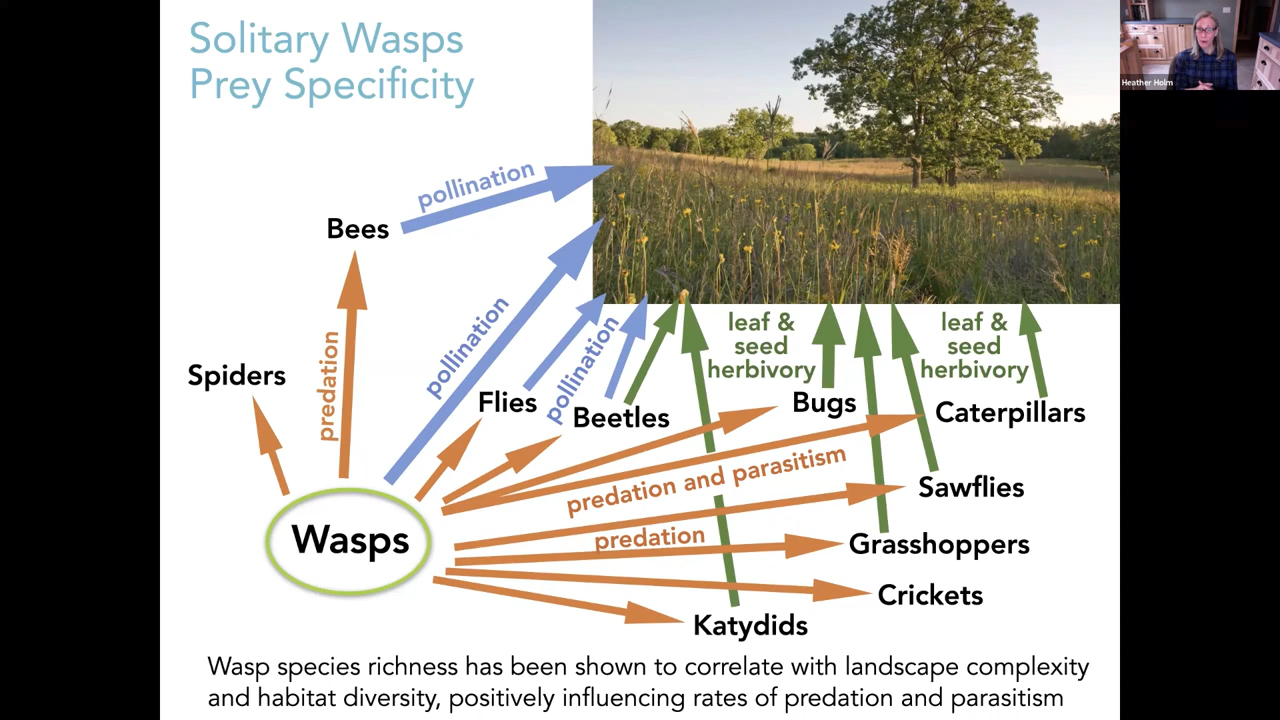 Solitary Wasps
Prey Specificity
Heather Holm
pollination
Bees
predation
pollination
pollination
leaf &
seed
herbivory
leaf &
seed
herbivory
Spiders
Flies
Beetles
Bugs
Caterpillars
predation and parasitism
Sawflies
Wasps
predation
Grasshoppers
Crickets
Katydids
Wasp species richness has been shown to correlate with landscape complexity
and habitat diversity, positively influencing rates of predation and parasitism